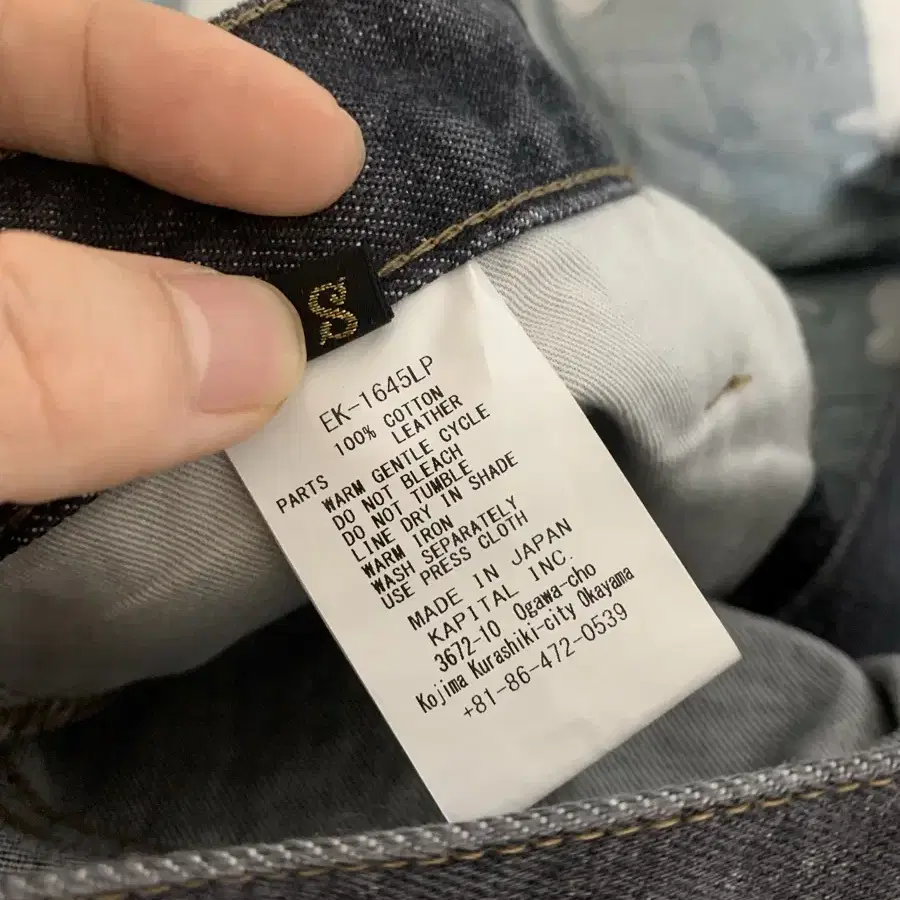 S
EK-1645LP
100% COTTON
PARTS LEATHER
WARM GENTLE CYCLE
DO NOT BLEACH
DO NOT TUMBLE
LINE DRY IN SHADE
WARM IRON
WASH SEPARATELY
USE PRESS CLOTH
MADE IN JAPAN
KAPITAL INC.
3672-10 Ogawa-cho
Kojima Kurashiki-city Okayama
+81-86-472-0539